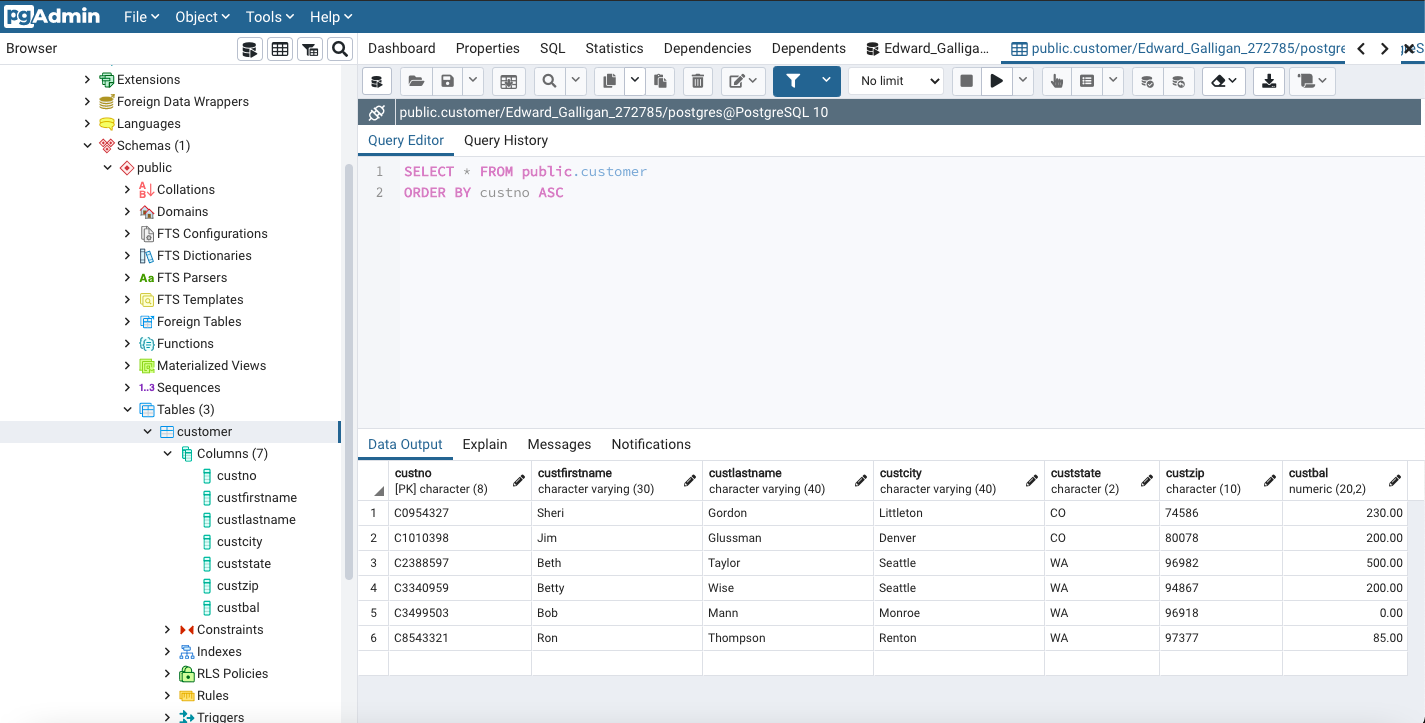 pgAdmin File Object Tools Help
Browser
Dashboard Properties SQL Statistics Dependencies Dependents Edward_Galliga... public.customer/Edward_Galligan_272785/postgre
No limit
public.customer/Edward_Galligan_272785/postgres@PostgreSQL 10
Query Editor Query History
1 SELECT * FROM public.customer
2 ORDER BY custno ASC
Extensions
Foreign Data Wrappers
Languages
Schemas (1)
public
Collations
Domains
FTS Configurations
FTS Dictionaries
Aa FTS Parsers
FTS Templates
Foreign Tables
Functions
Materialized Views
1..3 Sequences
Tables (3)
customer
Columns (7)
custno
custfirstname
custlastname
custcity
custstate
custzip
custbal
Constraints
Indexes
RLS Policies
Rules
Triggers
Data Output Explain Messages Notifications
custno custfirstname custlastname custcity custstate custzip custbal
[PK] character (8) character varying (30) character varying (40) character varying (40) character (2) character (10) numeric (20,2)
1 C0954327 Sheri Gordon Littleton CO 74586 230.00
2 C1010398 Jim Glussman Denver CO 80078 200.00
3 C2388597 Beth Taylor Seattle WA 96982 500.00
4 C3340959 Betty Wise Seattle WA 94867 200.00
5 C3499503 Bob Mann Monroe WA 96918 0.00
6 C8543321 Ron Thompson Renton WA 97377 85.00